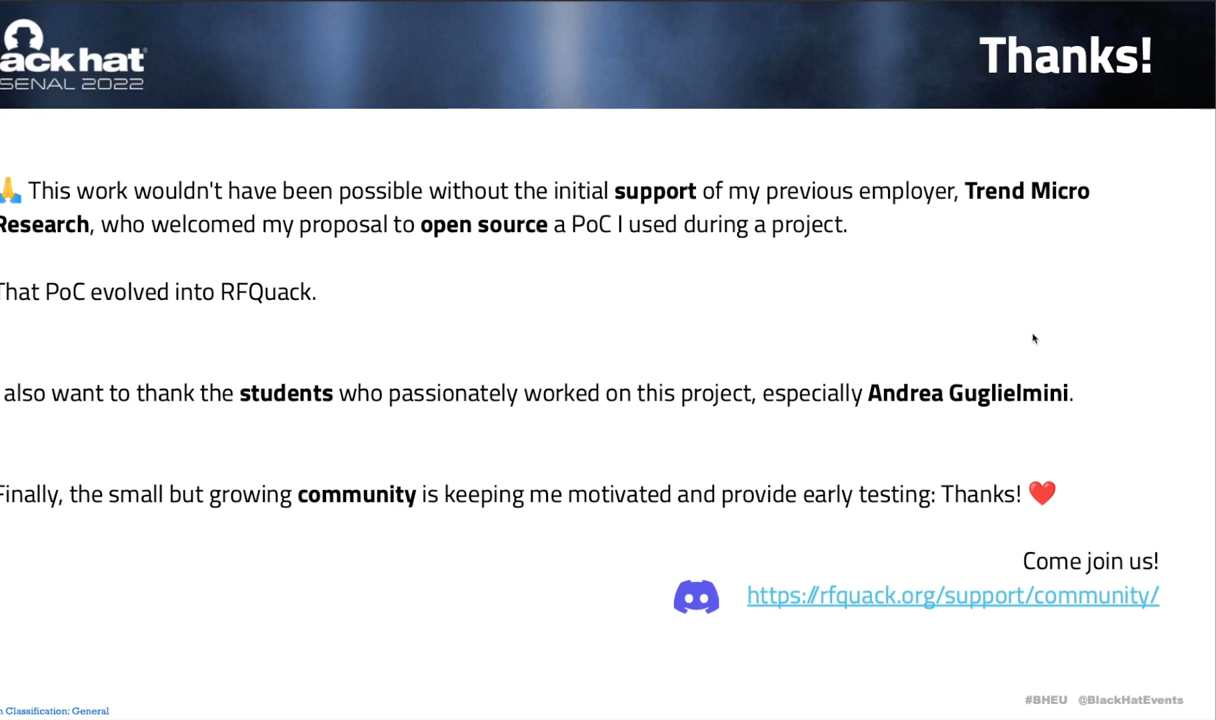 ack hat
SENAL 2022
Thanks!
🙏 This work wouldn't have been possible without the initial support of my previous employer, Trend Micro
Research, who welcomed my proposal to open source a PoC I used during a project.
That PoC evolved into RFQuack.
also want to thank the students who passionately worked on this project, especially Andrea Guglielmini.
Finally, the small but growing community is keeping me motivated and provide early testing: Thanks! ❤️
Come join us!
https://rfquack.org/support/community/
#BHEU @BlackHatEvents
n Classification: General